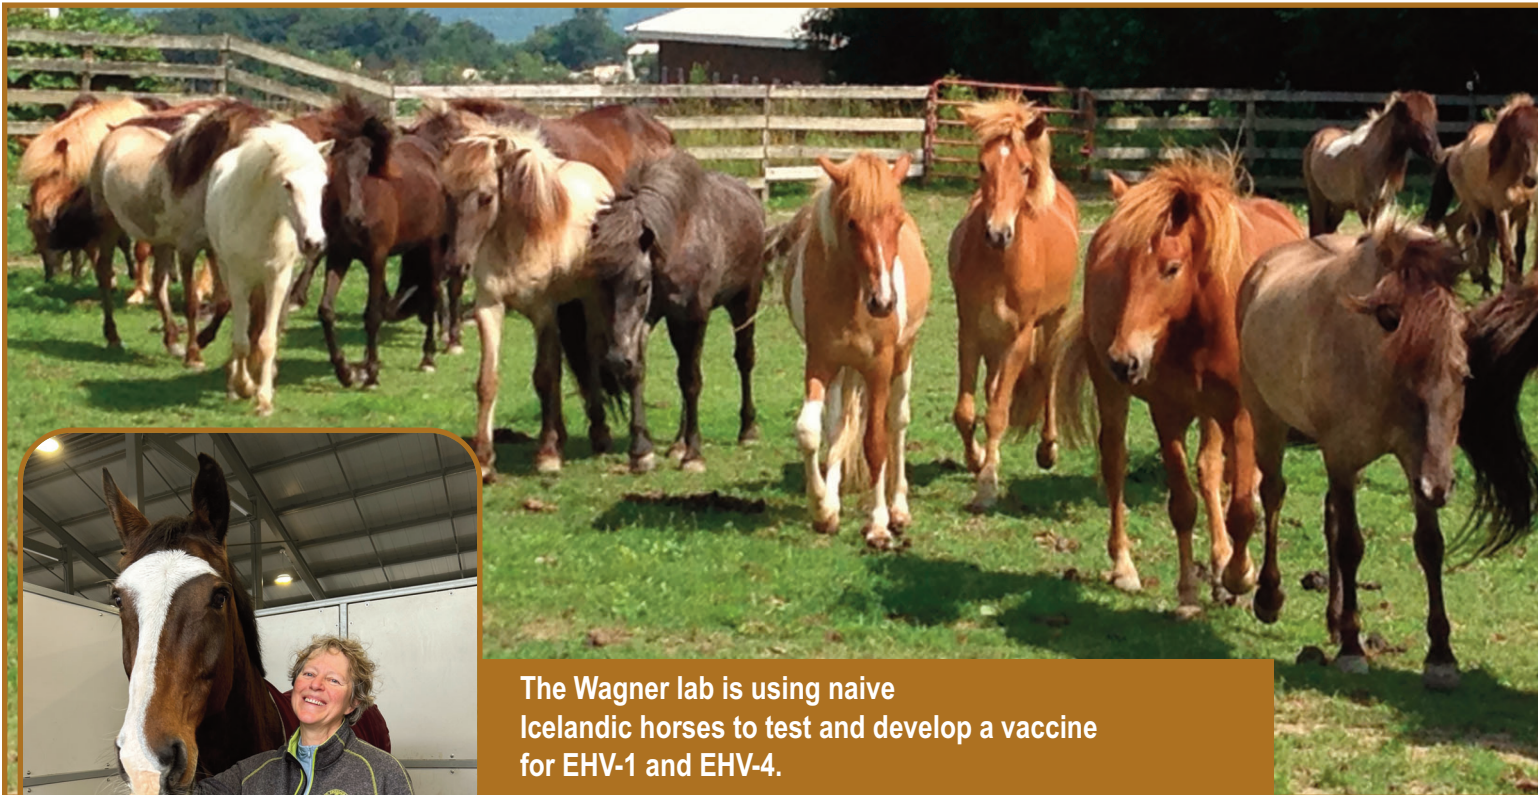 The Wagner lab is using naive
Icelandic horses to test and develop a vaccine
for EHV-1 and EHV-4.